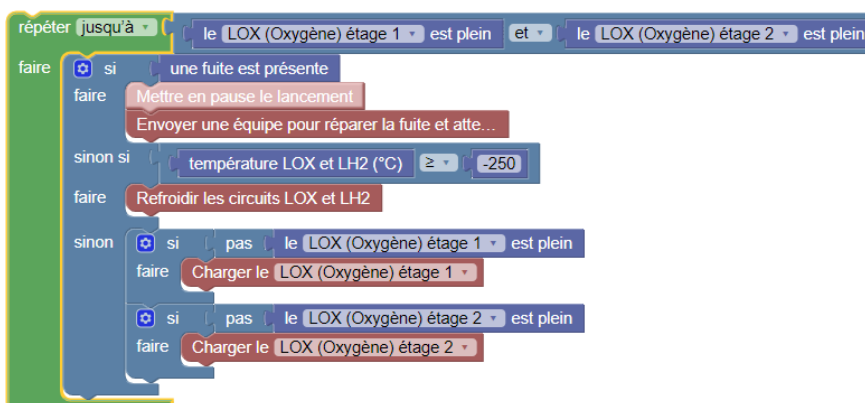 répéter jusqu'à le LOX (Oxygène) étage 1 est plein et le LOX (Oxygène) étage 2 est plein
faire si une fuite est présente
faire Mettre en pause le lancement
Envoyer une équipe pour réparer la fuite et atte...
sinon si température LOX et LH2 (°C) ≥ -250
faire Refroidir les circuits LOX et LH2
sinon si pas le LOX (Oxygène) étage 1 est plein
faire Charger le LOX (Oxygène) étage 1
si pas le LOX (Oxygène) étage 2 est plein
faire Charger le LOX (Oxygène) étage 2